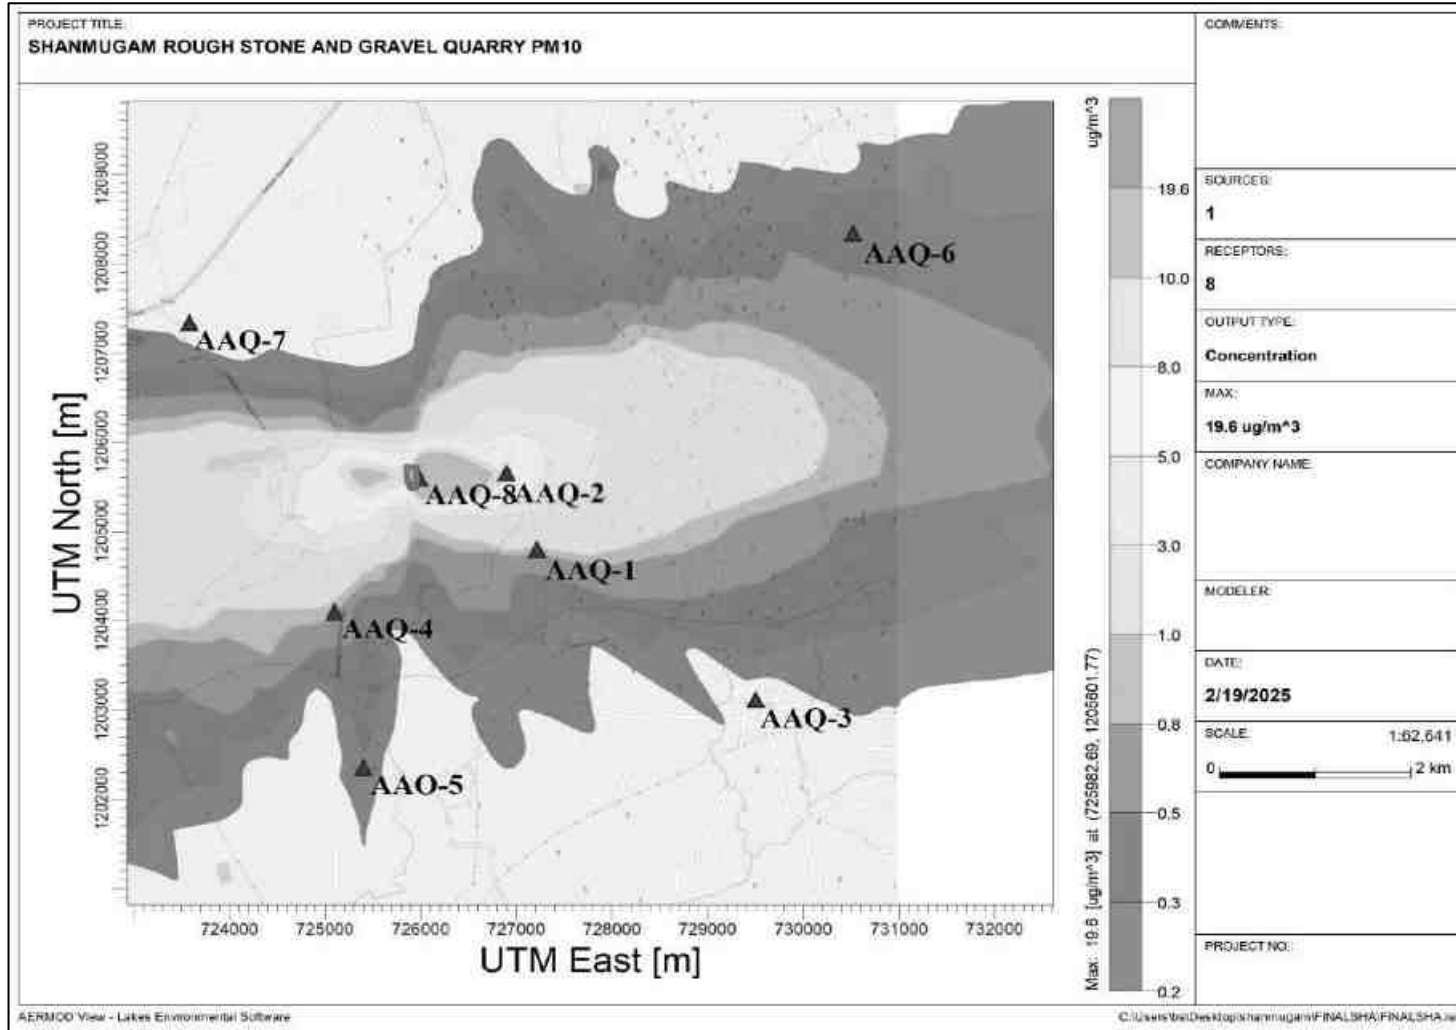 PROJECT TITLE:
SHANMUGAM ROUGH STONE AND GRAVEL QUARRY PM10
COMMENTS:
SOURCES:
1
RECEPTORS:
8
OUTPUT TYPE:
Concentration
MAX:
19.6 ug/m^3
COMPANY NAME:
MODELER:
DATE:
2/19/2025
SCALE:
1:62,641
0
2 km
PROJECT NO.:
UTM North [m]
1209000
1208000
1207000
1206000
1205000
1204000
1203000
1202000
AAQ-6
AAQ-7
AAQ-8
AAQ-2
AAQ-1
AAQ-4
AAQ-3
AAO-5
724000
725000
726000
727000
728000
729000
730000
731000
732000
UTM East [m]
ug/m^3
19.6
10.0
8.0
5.0
3.0
1.0
0.8
0.5
0.3
0.2
Max: 19.6 [ug/m^3] at (725982.69, 1205601.77)
AERMOD View - Lakes Environmental Software